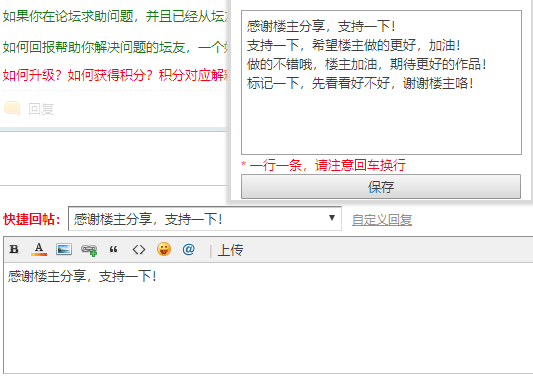 如果你在论坛求助问题，并且已经从坛
如何回报帮助你解决问题的坛友，一个
如何升级？如何获得积分？积分对应解
回复
感谢楼主分享，支持一下！
支持一下，希望楼主做的更好，加油！
做的不错哦，楼主加油，期待更好的作品！
标记一下，先看看好不好，谢谢楼主咯！
* 一行一条，请注意回车换行
保存
快捷回帖： 感谢楼主分享，支持一下！ 自定义回复
B A @ | 上传
感谢楼主分享，支持一下！